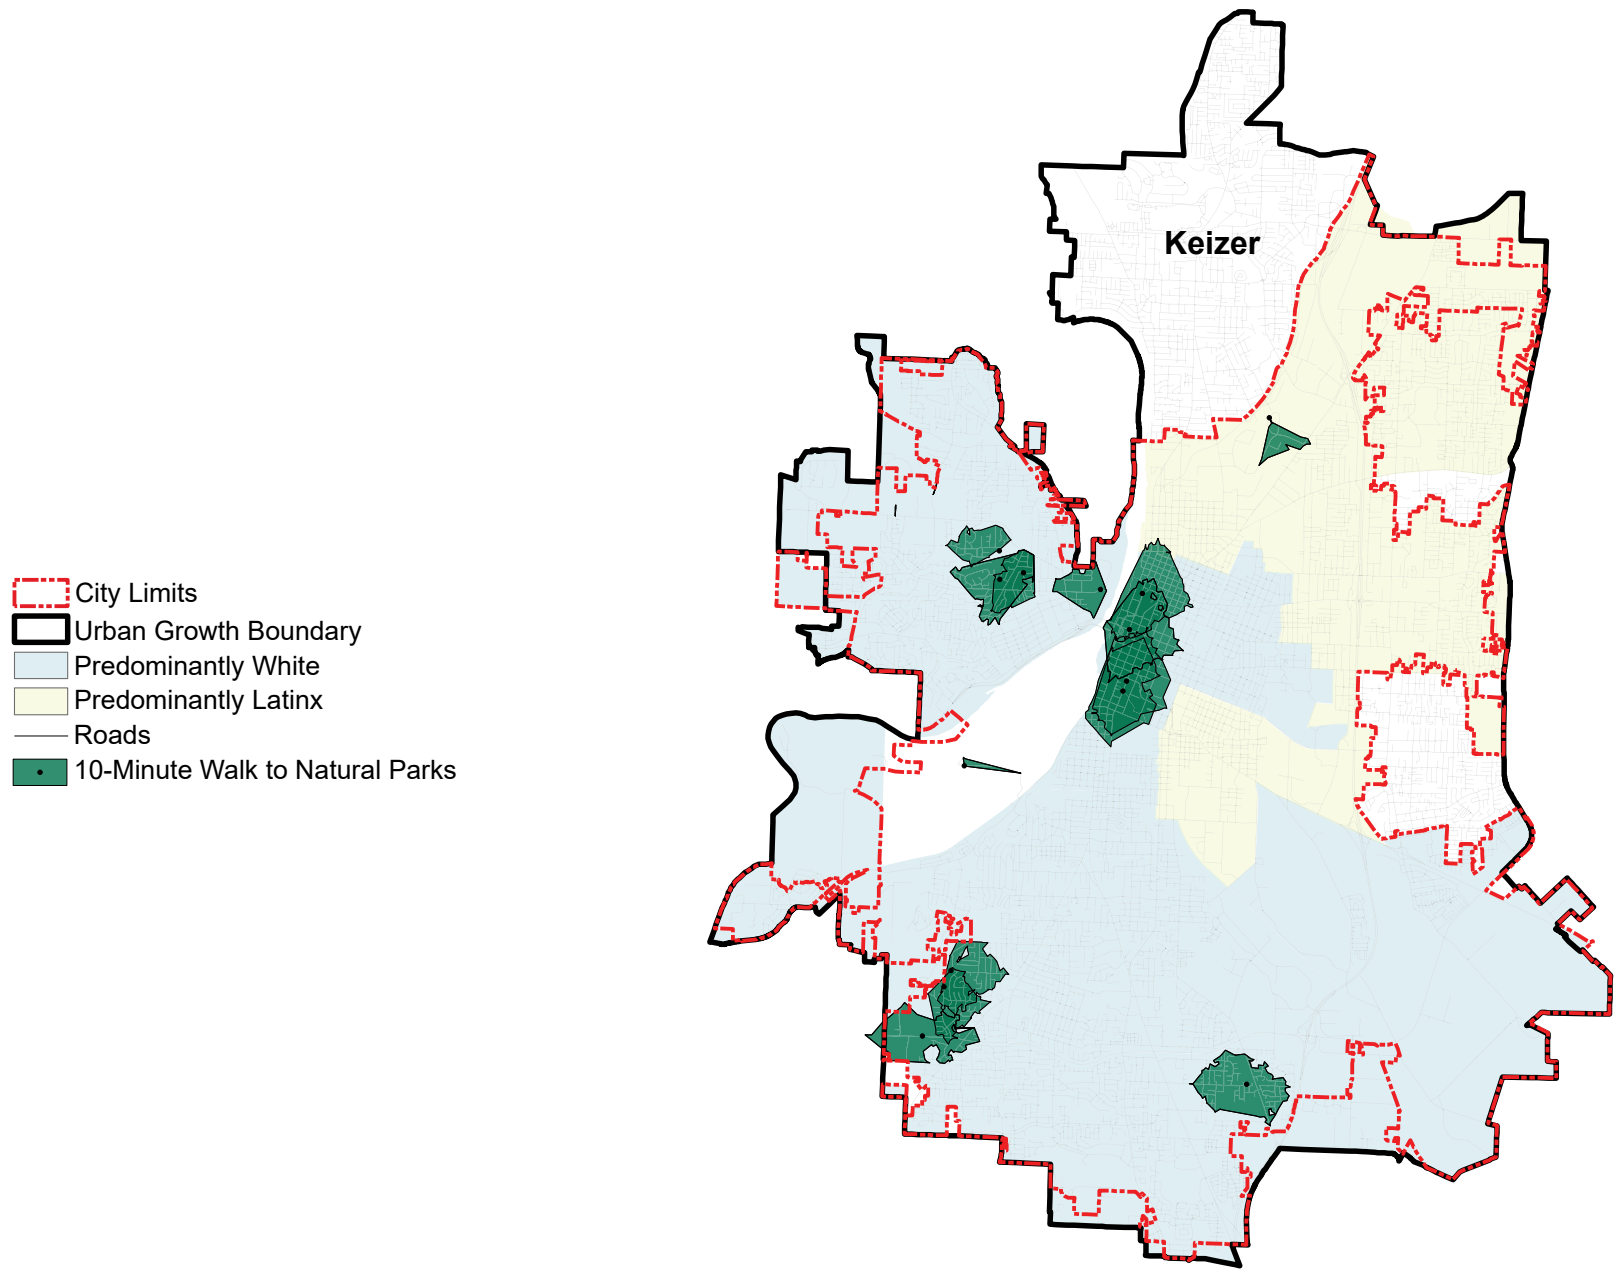 Keizer
City Limits
Urban Growth Boundary
Predominantly White
Predominantly Latinx
Roads
10-Minute Walk to Natural Parks